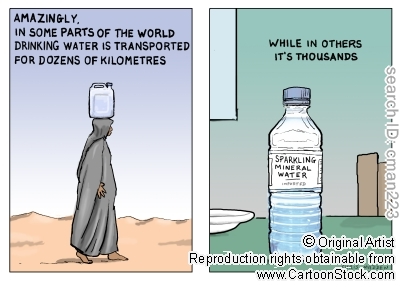 AMAZINGLY,
IN SOME PARTS OF THE WORLD
DRINKING WATER IS TRANSPORTED
FOR DOZENS OF KILOMETRES
WHILE IN OTHERS
IT'S THOUSANDS
SPARKLING
MINERAL
WATER
IMPORTED
search-ID: cman223
© Original Artist
Reproduction rights obtainable from
www.CartoonStock.com